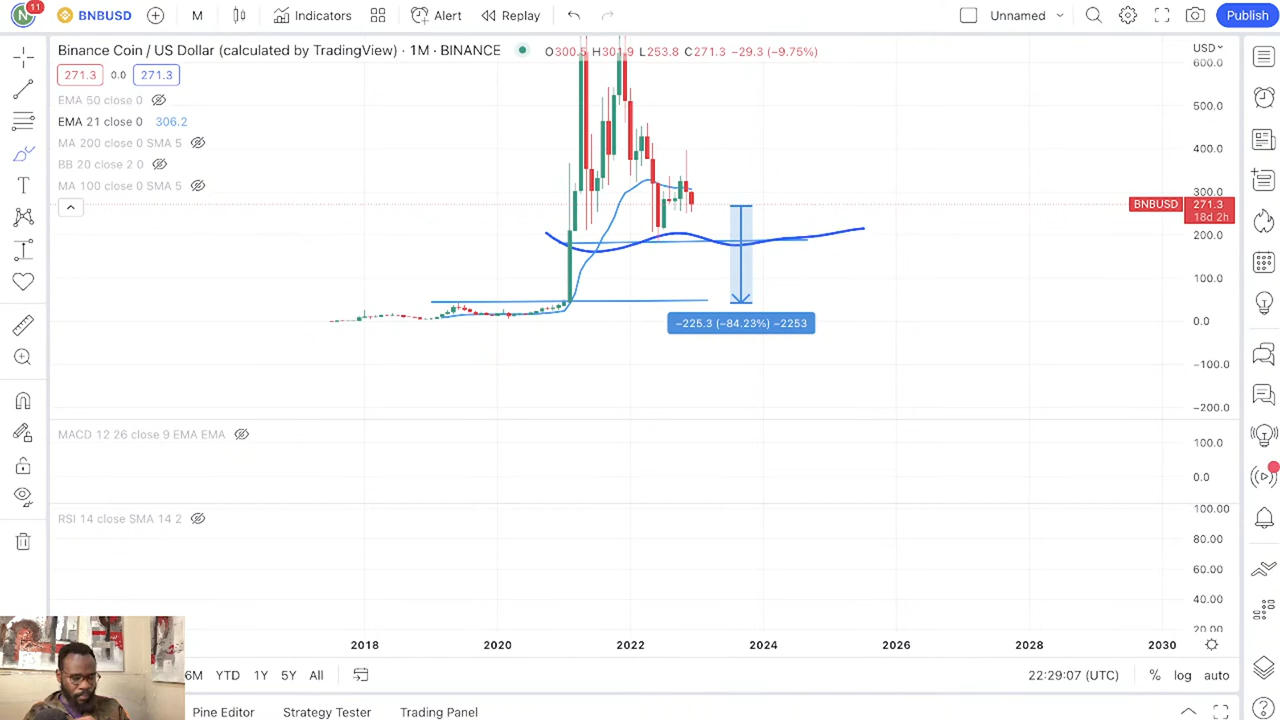 N 11 BNBUSD M Indicators Alert Replay Unnamed Publish
Binance Coin / US Dollar (calculated by TradingView) · 1M · BINANCE O300.5 H301.9 L253.8 C271.3 −29.3 (−9.75%) USD
271.3 0.0 271.3
EMA 50 close 0
EMA 21 close 0 306.2
MA 200 close 0 SMA 5
BB 20 close 2 0
MA 100 close 0 SMA 5
600.0
500.0
400.0
300.0
BNBUSD 271.3
18d 2h
200.0
100.0
0.0
−100.0
−200.0
−225.3 (−84.23%) −2253
MACD 12 26 close 9 EMA EMA
100.0
0.0
RSI 14 close SMA 14 2
100.00
80.00
60.00
40.00
20.00
2018 2020 2022 2024 2026 2028 2030
6M YTD 1Y 5Y All 22:29:07 (UTC) % log auto
Pine Editor Strategy Tester Trading Panel